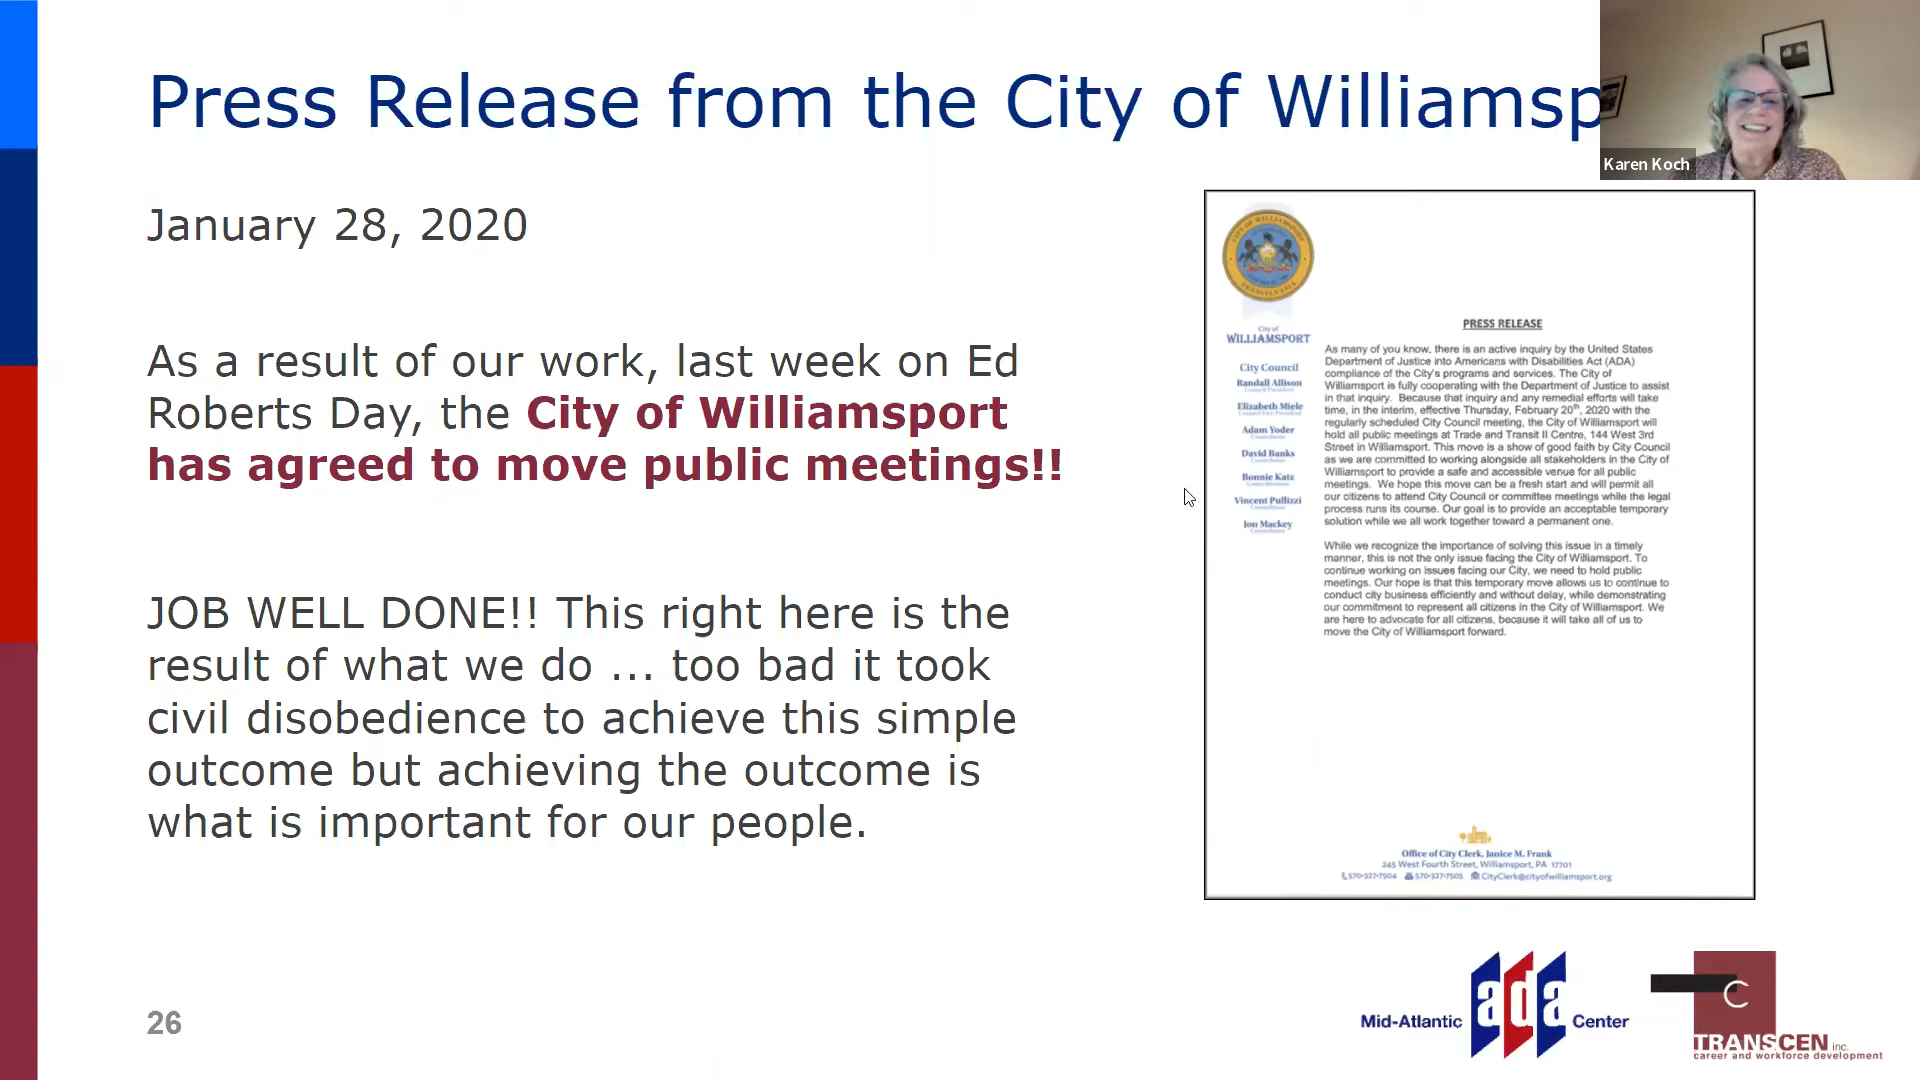 Press Release from the City of Williamsp
Karen Koch
January 28, 2020
As a result of our work, last week on Ed
Roberts Day, the City of Williamsport
has agreed to move public meetings!!
JOB WELL DONE!! This right here is the
result of what we do ... too bad it took
civil disobedience to achieve this simple
outcome but achieving the outcome is
what is important for our people.
City of
WILLIAMSPORT
City Council
Randall Allison
Elizabeth Miele
Adam Yoder
David Banks
Bonnie Katz
Vincent Pullizzi
Jon Mackey
PRESS RELEASE
As many of you know, there is an active inquiry by the United States
Department of Justice into Americans with Disabilities Act (ADA)
compliance of the City's programs and services. The City of
Williamsport is fully cooperating with the Department of Justice to assist
in that inquiry. Because that inquiry and any remedial efforts will take
time, in the interim, effective Thursday, February 20th, 2020 with the
regularly scheduled City Council meeting, the City of Williamsport will
hold all public meetings at Trade and Transit II Centre, 144 West 3rd
Street in Williamsport. This move is a show of good faith by City Council
as we are committed to working alongside all stakeholders in the City of
Williamsport to provide a safe and accessible venue for all public
meetings. We hope this move can be a fresh start and will permit all
our citizens to attend City Council or committee meetings while the legal
process runs its course. Our goal is to provide an acceptable temporary
solution while we all work together toward a permanent one.
While we recognize the importance of solving this issue in a timely
manner, this is not the only issue facing the City of Williamsport. To
continue working on issues facing our City, we need to hold public
meetings. Our hope is that this temporary move allows us to continue to
conduct city business efficiently and without delay, while demonstrating
our commitment to represent all citizens in the City of Williamsport. We
are here to advocate for all citizens, because it will take all of us to
move the City of Williamsport forward.
Office of City Clerk, Janice M. Frank
245 West Fourth Street, Williamsport, PA 17701
570-327-7504 570-327-7505 CityClerk@cityofwilliamsport.org
26
Mid-Atlantic ada Center
C
TRANSCEN inc.
career and workforce development